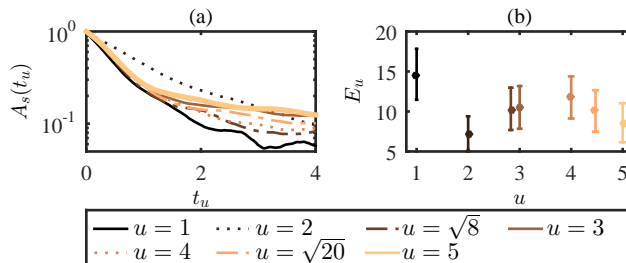 (a)
(b)
10^0
10^{-1}
A_s(t_u)
0
2
4
t_u
20
15
10
5
E_u
1
2
3
4
5
u
u = 1
u = 2
u = √8
u = 3
u = 4
u = √20
u = 5